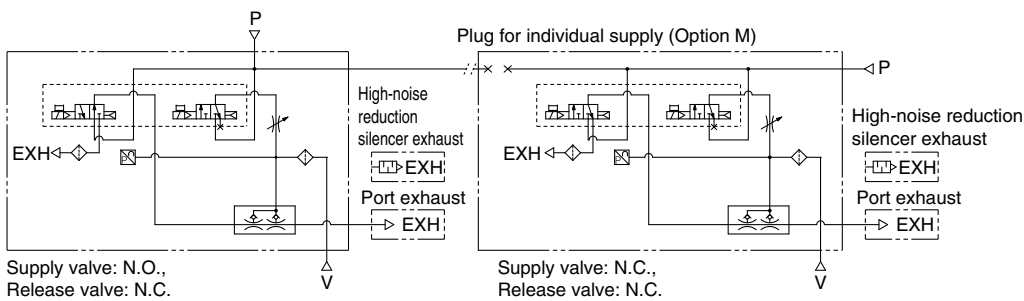 P
Plug for individual supply (Option M)
P
High-noise
reduction
silencer exhaust
EXH
EXH
Port exhaust
EXH
V
Supply valve: N.O.,
Release valve: N.C.
High-noise reduction
silencer exhaust
EXH
EXH
Port exhaust
EXH
V
Supply valve: N.C.,
Release valve: N.C.